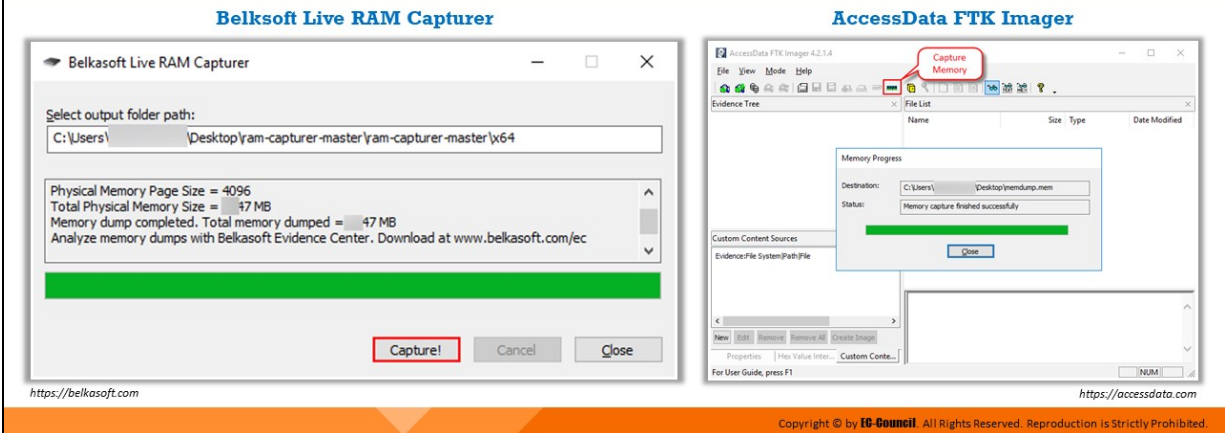 Belksoft Live RAM Capturer
Belkasoft Live RAM Capturer
Select output folder path:
C:\Users\ \Desktop\ram-capturer-master\ram-capturer-master\x64
Physical Memory Page Size = 4096
Total Physical Memory Size = 47 MB
Memory dump completed. Total memory dumped = 47 MB
Analyze memory dumps with Belkasoft Evidence Center. Download at www.belkasoft.com/ec
Capture! Cancel Close
https://belkasoft.com
AccessData FTK Imager
AccessData FTK Imager 4.2.1.4
Capture
Memory
File View Mode Help
Evidence Tree
File List
Name Size Type Date Modified
Memory Progress
Destination: C:\Users\ \Desktop\memdump.mem
Status: Memory capture finished successfully
Close
Custom Content Sources
Evidence:File System|Path|File
New Edit Remove Remove All Create Image
Properties Hex Value Inter... Custom Conte...
For User Guide, press F1
NUM
https://accessdata.com
Copyright © by EC-Council. All Rights Reserved. Reproduction is Strictly Prohibited.